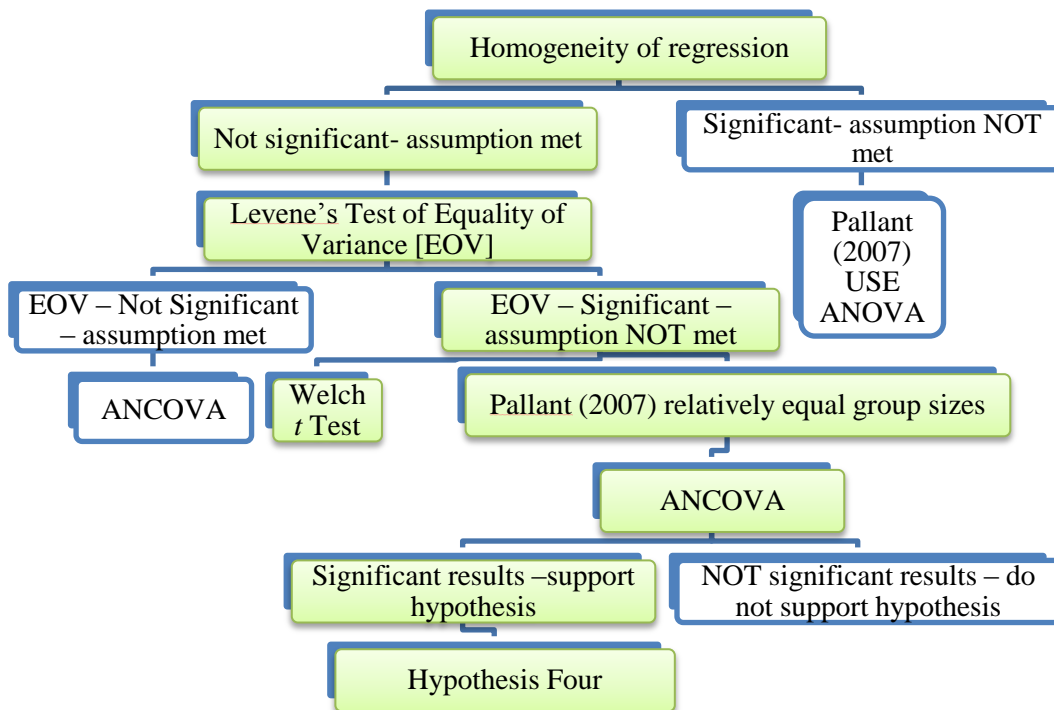 Homogeneity of regression
Not significant- assumption met
Significant- assumption NOT
met
Levene's Test of Equality of
Variance [EOV]
Pallant
(2007)
USE
ANOVA
EOV – Not Significant
– assumption met
EOV – Significant –
assumption NOT met
ANCOVA
Welch
t Test
Pallant (2007) relatively equal group sizes
ANCOVA
Significant results –support
hypothesis
NOT significant results – do
not support hypothesis
Hypothesis Four